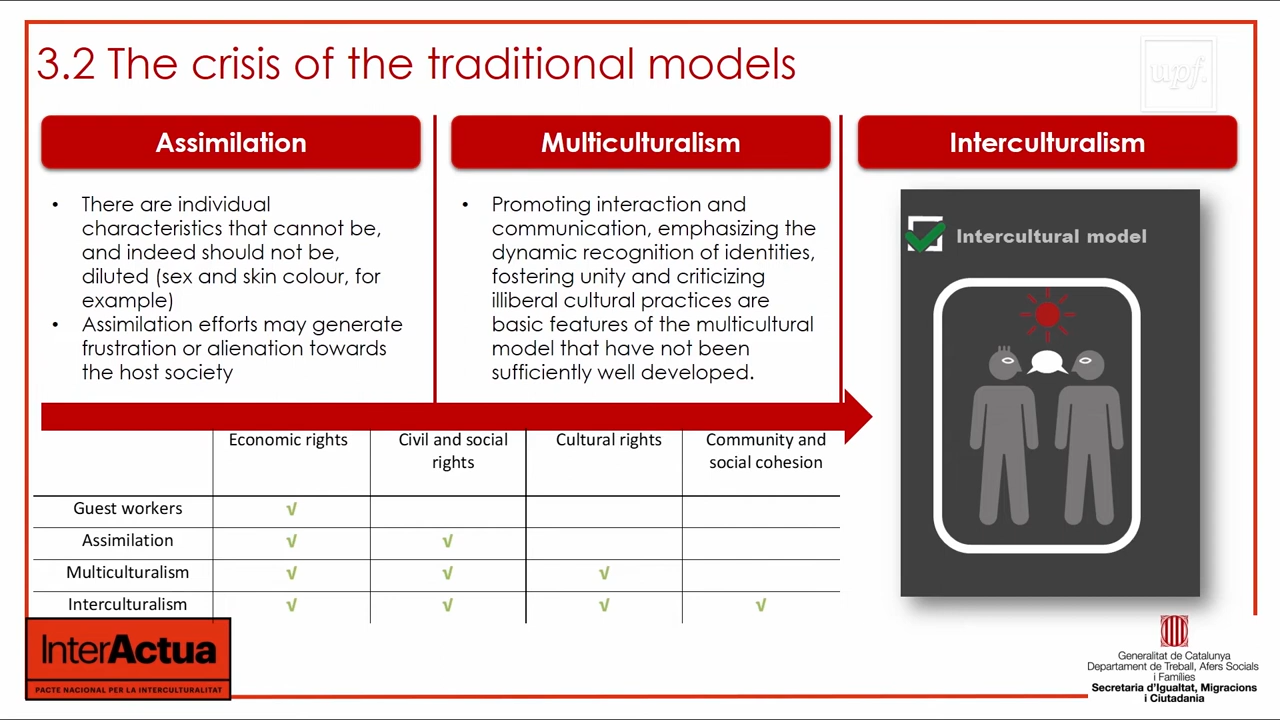 3.2 The crisis of the traditional models
upf.
Assimilation
Multiculturalism
Interculturalism
• There are individual
characteristics that cannot be,
and indeed should not be,
diluted (sex and skin colour, for
example)
• Assimilation efforts may generate
frustration or alienation towards
the host society
• Promoting interaction and
communication, emphasizing the
dynamic recognition of identities,
fostering unity and criticizing
illiberal cultural practices are
basic features of the multicultural
model that have not been
sufficiently well developed.
Intercultural model
Economic rights
Civil and social
rights
Cultural rights
Community and
social cohesion
Guest workers √
Assimilation √ √
Multiculturalism √ √ √
Interculturalism √ √ √ √
InterActua
PACTE NACIONAL PER LA INTERCULTURALITAT
Generalitat de Catalunya
Departament de Treball, Afers Socials
i Famílies
Secretaria d'Igualtat, Migracions
i Ciutadania